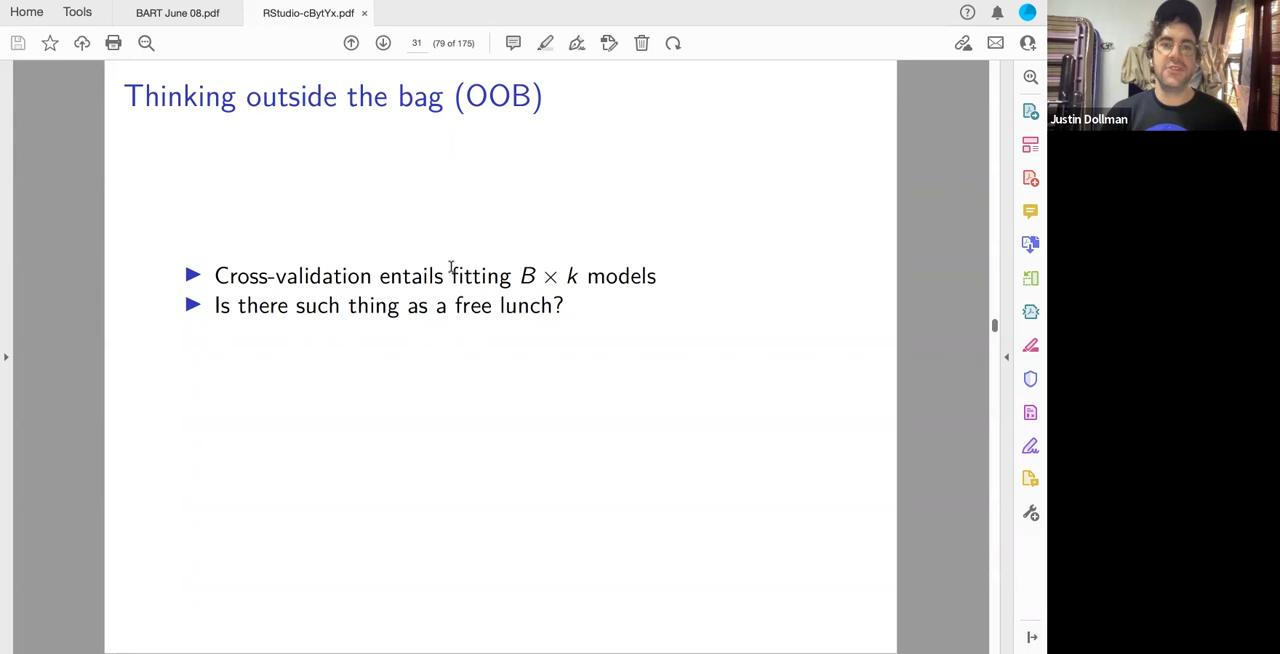 Home
Tools
BART June 08.pdf
RStudio-cBytYx.pdf ×
31 (79 of 175)
Thinking outside the bag (OOB)
Justin Dollman
▶ Cross-validation entails fitting B × k models
▶ Is there such thing as a free lunch?